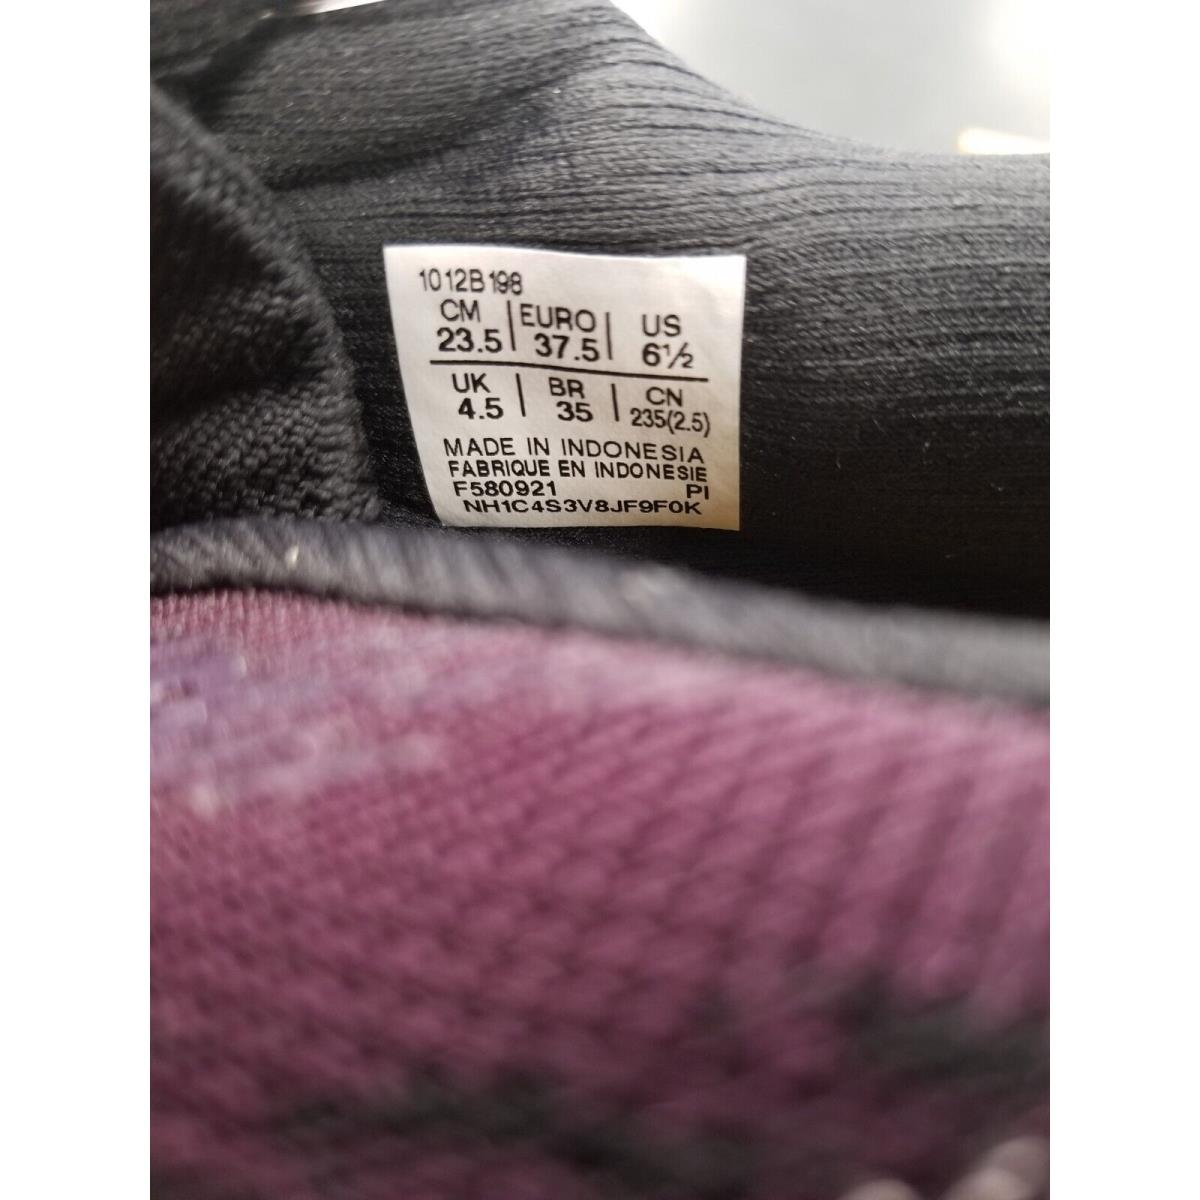 1012B198
CM | EURO | US
23.5 | 37.5 | 6½
UK | BR | CN
4.5 | 35 | 235(2.5)
MADE IN INDONESIA
FABRIQUE EN INDONESIE
F580921 PI
NH1C4S3V8JF9F0K